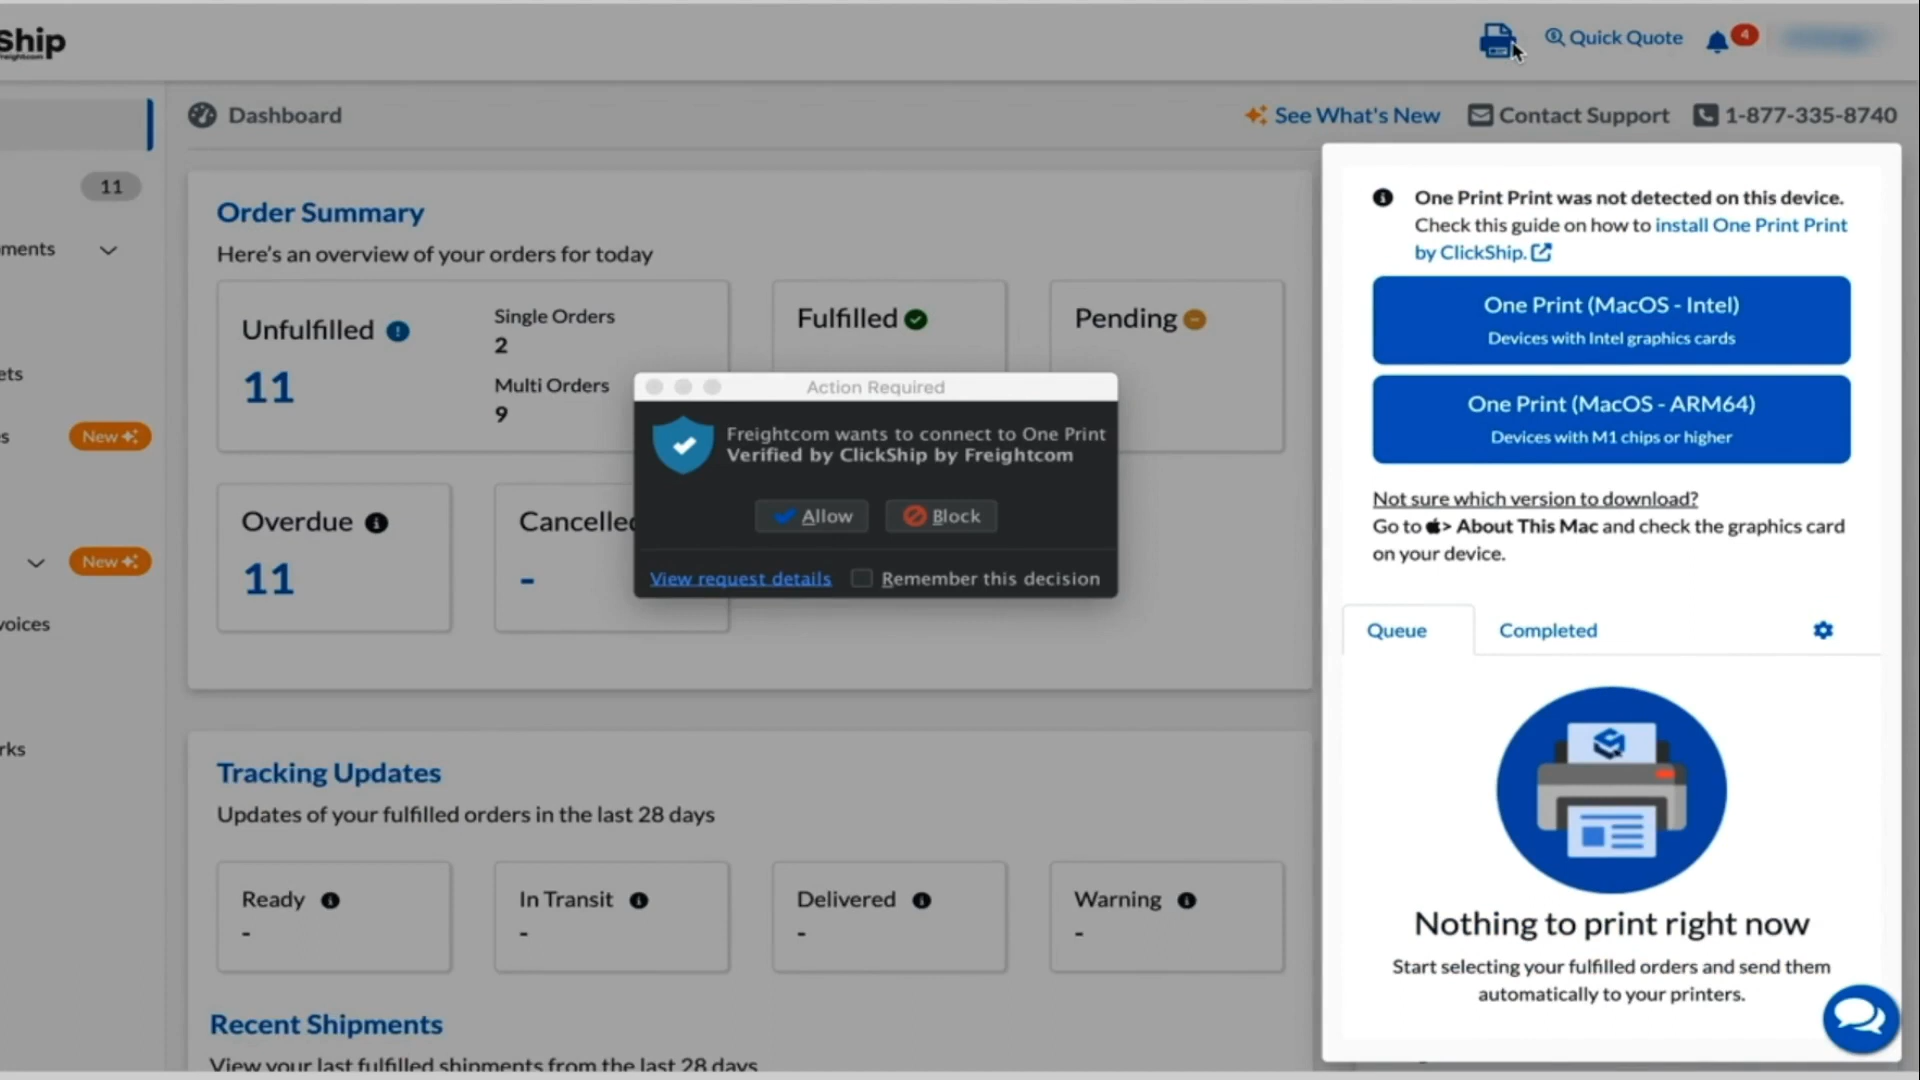 Ship
Freightcom
Quick Quote
4
Dashboard
See What's New
Contact Support
1-877-335-8740
11
ments
ets
s
New
New
voices
rks
Order Summary
Here's an overview of your orders for today
Unfulfilled
11
Single Orders
2
Multi Orders
9
Fulfilled
Pending
Overdue
11
Cancelled
-
Action Required
Freightcom wants to connect to One Print
Verified by ClickShip by Freightcom
Allow
Block
View request details
Remember this decision
Tracking Updates
Updates of your fulfilled orders in the last 28 days
Ready
-
In Transit
-
Delivered
-
Warning
-
Recent Shipments
View your last fulfilled shipments from the last 28 days
One Print Print was not detected on this device.
Check this guide on how to install One Print Print
by ClickShip.
One Print (MacOS - Intel)
Devices with Intel graphics cards
One Print (MacOS - ARM64)
Devices with M1 chips or higher
Not sure which version to download?
Go to > About This Mac and check the graphics card
on your device.
Queue
Completed
Nothing to print right now
Start selecting your fulfilled orders and send them
automatically to your printers.